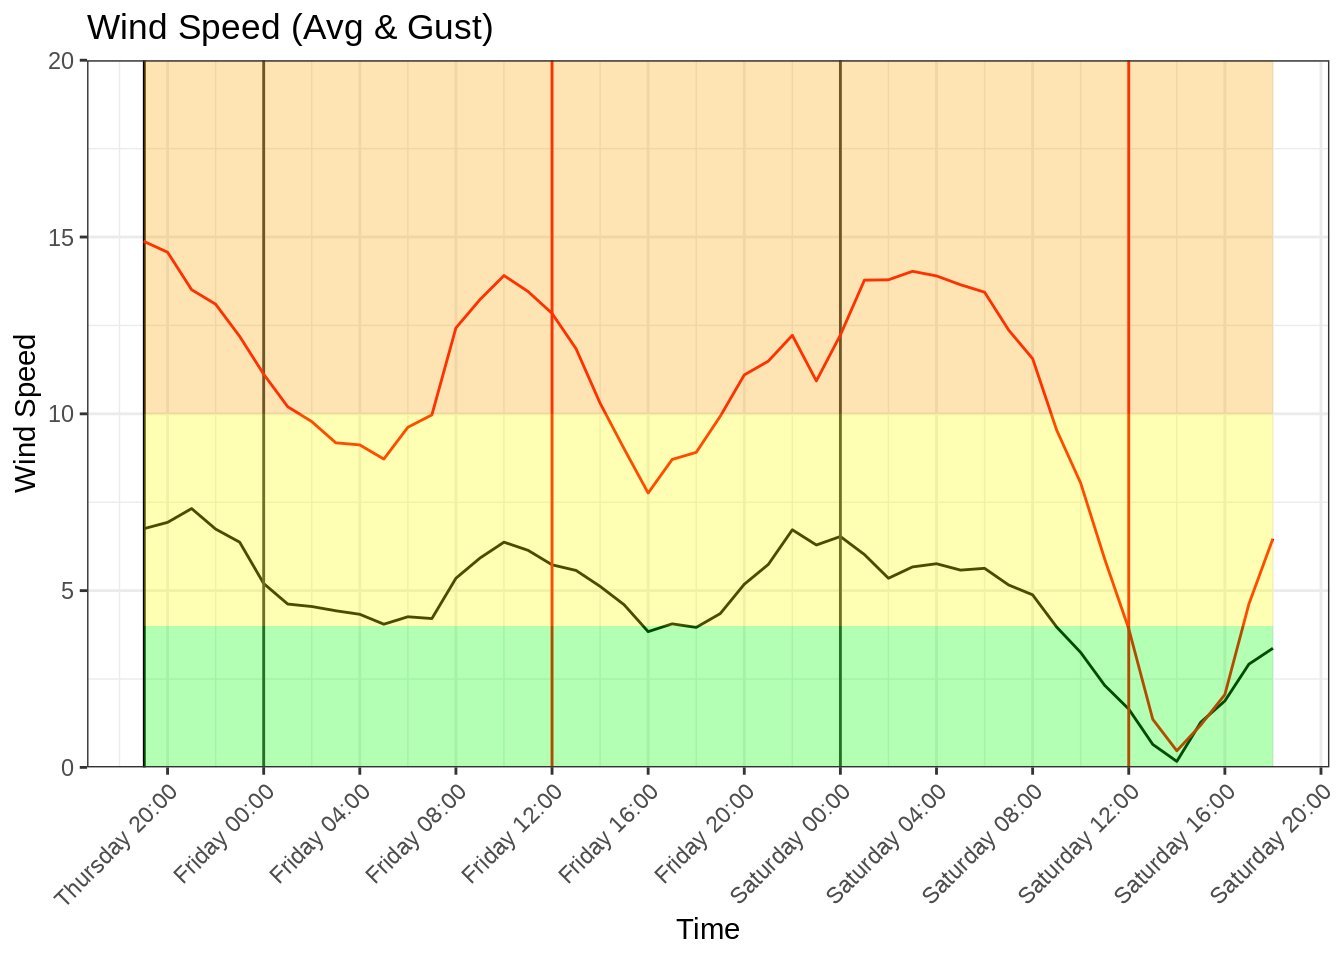 Wind Speed (Avg & Gust)
20
15
10
5
0
Wind Speed
Thursday 20:00
Friday 00:00
Friday 04:00
Friday 08:00
Friday 12:00
Friday 16:00
Friday 20:00
Saturday 00:00
Saturday 04:00
Saturday 08:00
Saturday 12:00
Saturday 16:00
Saturday 20:00
Time